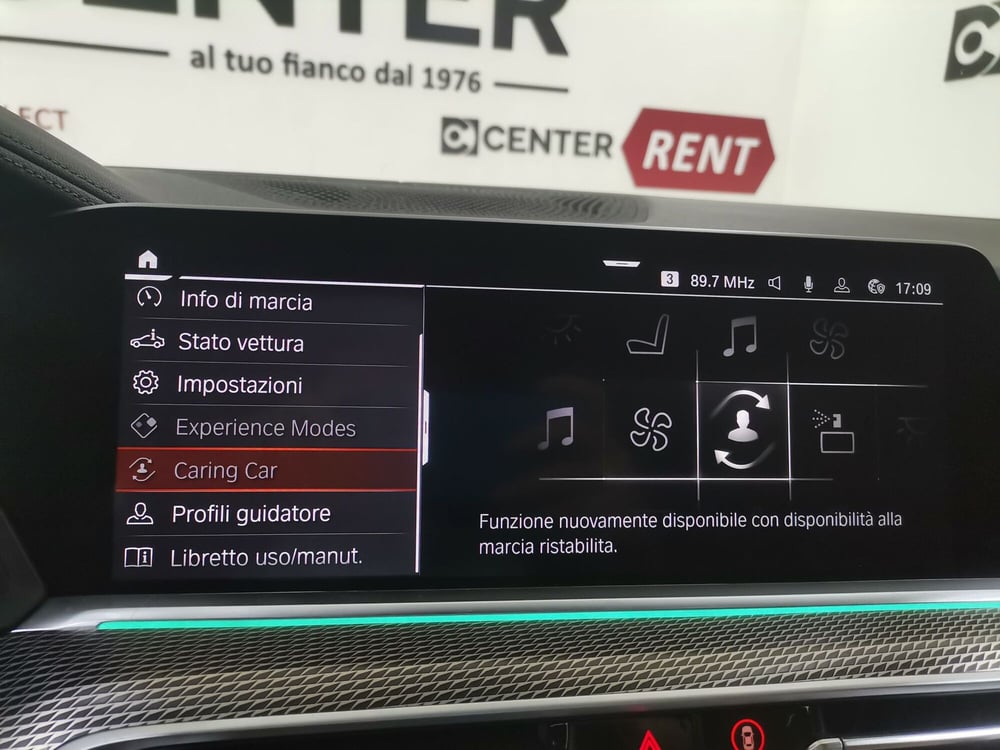 CENTER
al tuo fianco dal 1976
CENTER RENT
3 89.7 MHz 17:09
Info di marcia
Stato vettura
Impostazioni
Experience Modes
Caring Car
Profili guidatore
Libretto uso/manut.
Funzione nuovamente disponibile con disponibilità alla
marcia ristabilita.